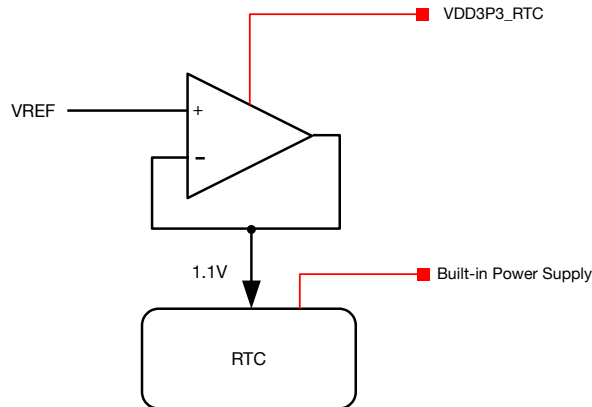 VDD3P3_RTC
VREF
+
-
1.1V
Built-in Power Supply
RTC